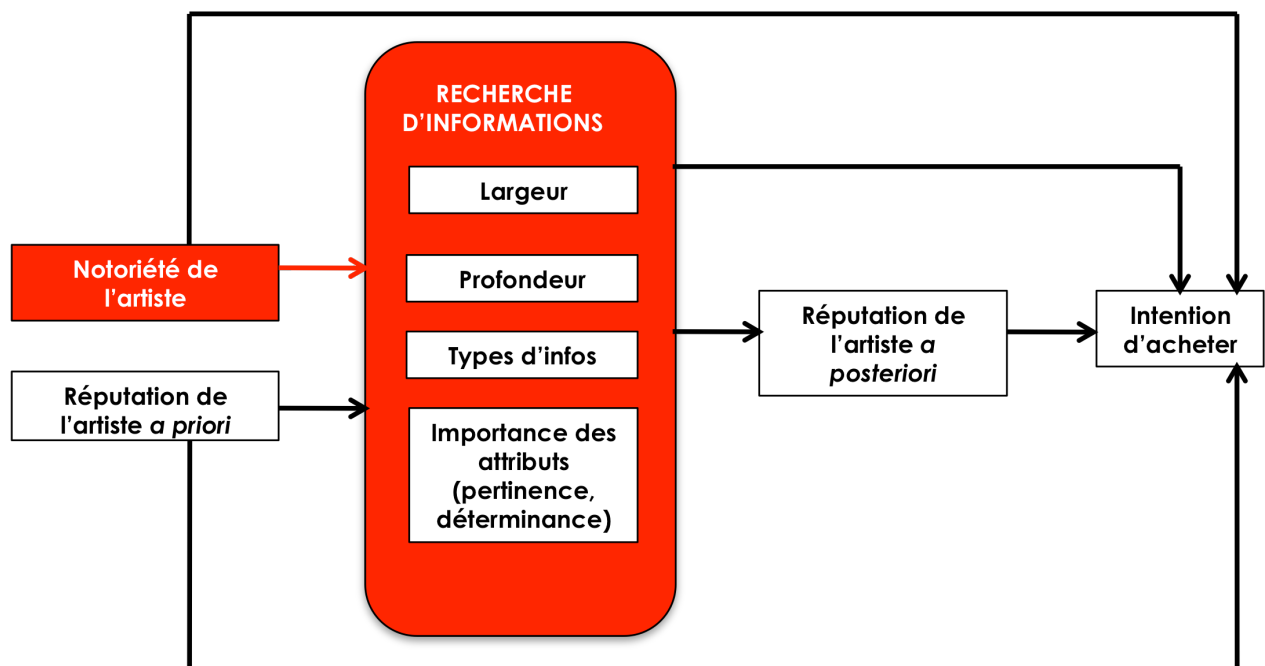 RECHERCHE
D'INFORMATIONS
Largeur
Profondeur
Types d'infos
Importance des
attributs
(pertinence,
déterminance)
Notoriété de
l'artiste
Réputation de
l'artiste a priori
Réputation de
l'artiste a
posteriori
Intention
d'acheter